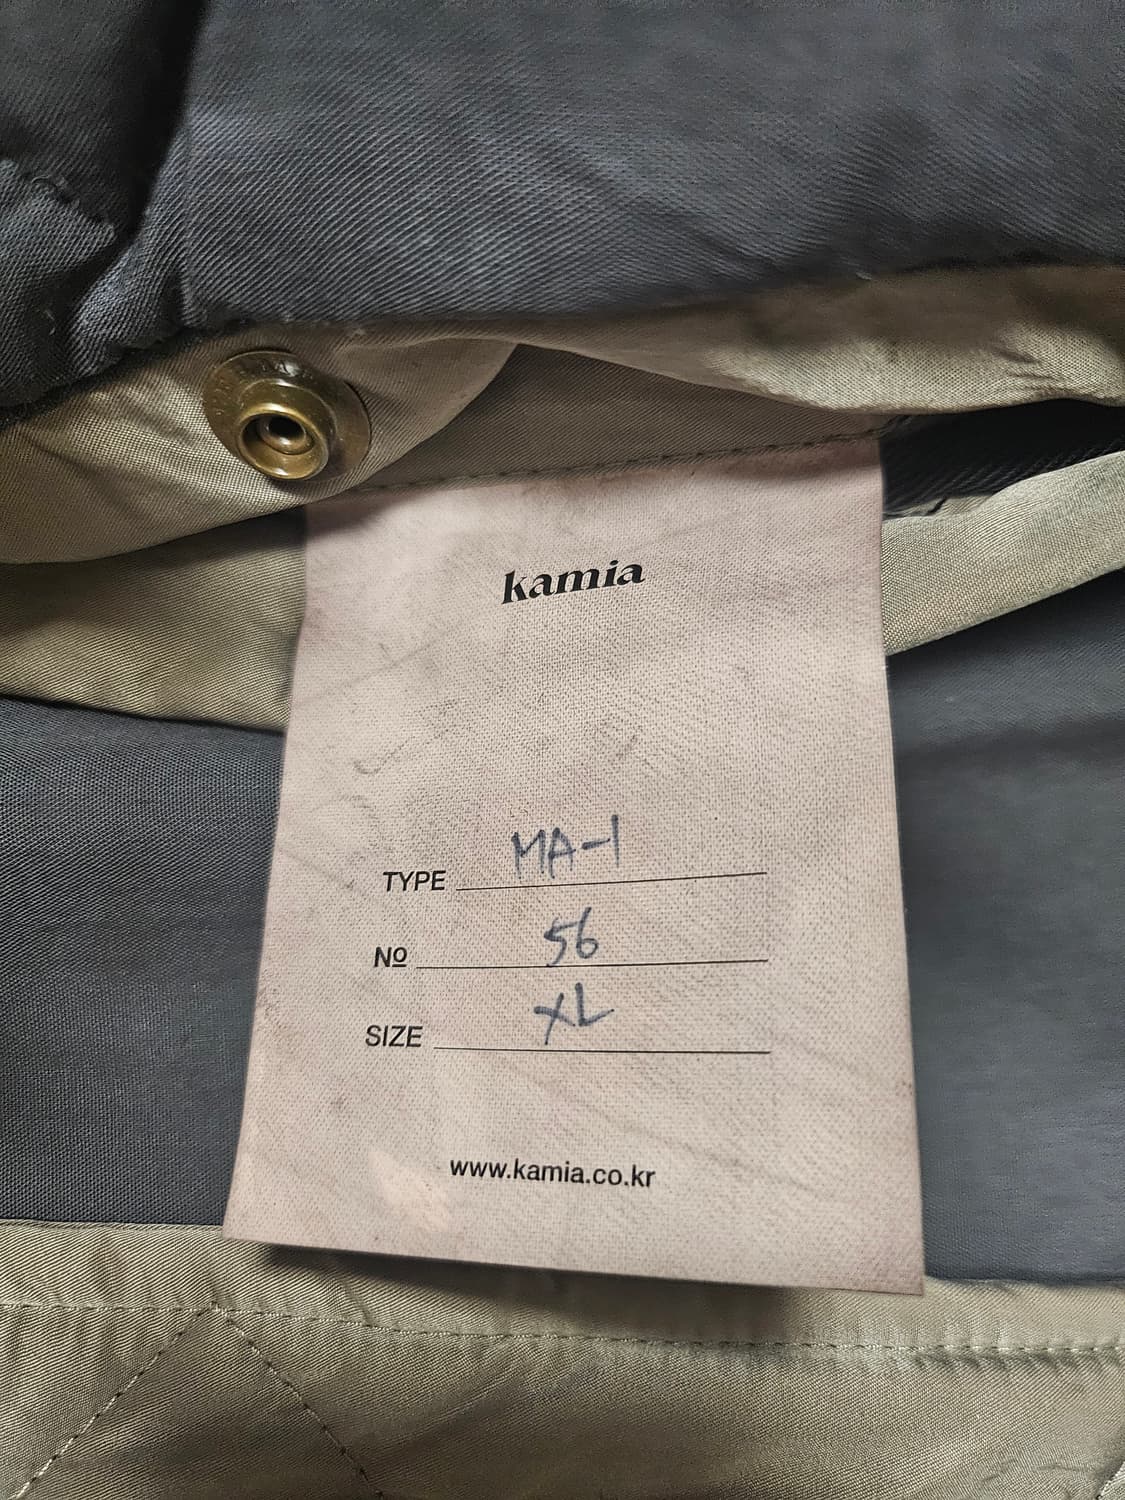 kamia
TYPE MA-1
Nº 56
SIZE XL
www.kamia.co.kr